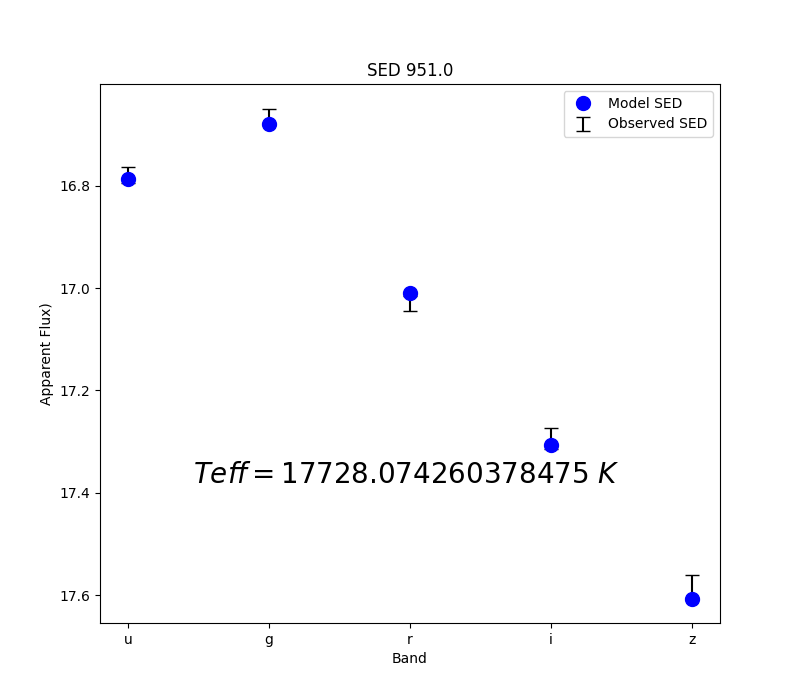 SED 951.0
Model SED
Observed SED
16.8
17.0
17.2
17.4
17.6
Apparent Flux)
Teff = 17728.074260378475 K
u g r i z
Band